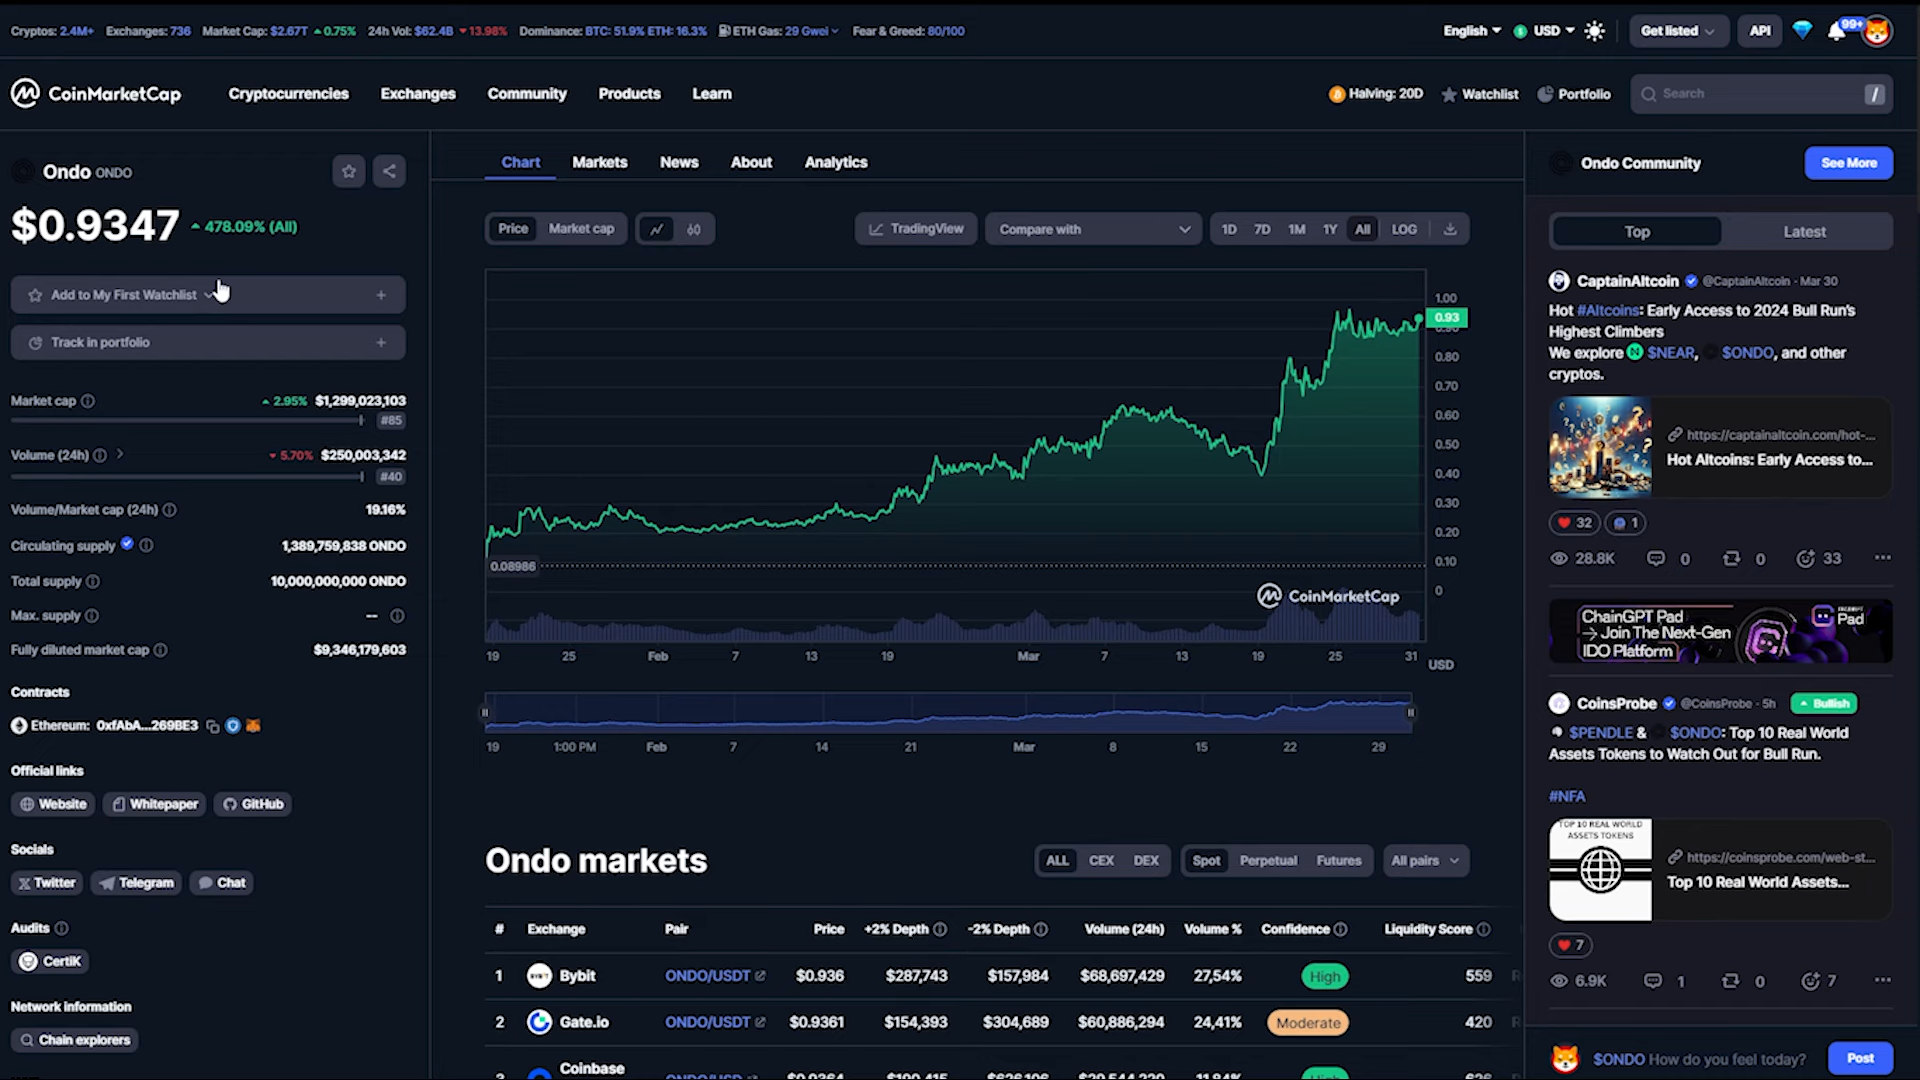 Cryptos: 2.4M+ Exchanges: 736 Market Cap: $2.67T 0.75% 24h Vol: $62.4B 13.98% Dominance: BTC: 51.9% ETH: 16.3% ETH Gas: 29 Gwei Fear & Greed: 80/100
English USD Get listed API 99+
CoinMarketCap Cryptocurrencies Exchanges Community Products Learn
Halving: 20D Watchlist Portfolio Search /
Ondo ONDO
$0.9347 478.09% (All)
Add to My First Watchlist +
Track in portfolio +
Market cap 2.95% $1,299,023,103
#85
Volume (24h) 5.70% $250,003,342
#40
Volume/Market cap (24h) 19.16%
Circulating supply 1,389,759,838 ONDO
Total supply 10,000,000,000 ONDO
Max. supply --
Fully diluted market cap $9,346,179,603
Contracts
Ethereum: 0xfAbA...269BE3
Official links
Website Whitepaper GitHub
Socials
Twitter Telegram Chat
Audits
CertiK
Network information
Chain explorers
Chart Markets News About Analytics
Price Market cap TradingView Compare with 1D 7D 1M 1Y All LOG
1.00
0.93
0.90
0.80
0.70
0.60
0.50
0.40
0.30
0.20
0.10
0
0.08986
CoinMarketCap
19 25 Feb 7 13 19 Mar 7 13 19 25 31 USD
19 1:00 PM Feb 7 14 21 Mar 8 15 22 29
Ondo markets
ALL CEX DEX Spot Perpetual Futures All pairs
# Exchange Pair Price +2% Depth -2% Depth Volume (24h) Volume % Confidence Liquidity Score
1 Bybit ONDO/USDT $0.936 $287,743 $157,984 $68,697,429 27,54% High 559
2 Gate.io ONDO/USDT $0.9361 $154,393 $304,689 $60,886,294 24,41% Moderate 420
Coinbase
Ondo Community See More
Top Latest
CaptainAltcoin @CaptainAltcoin · Mar 30
Hot #Altcoins: Early Access to 2024 Bull Run's
Highest Climbers
We explore $NEAR, $ONDO, and other
cryptos.
https://captainaltcoin.com/hot-...
Hot Altcoins: Early Access to...
32 1
28.8K 0 0 33
ChainGPT Pad
→ Join The Next-Gen
IDO Platform
Pad
CoinsProbe @CoinsProbe · 5h Bullish
$PENDLE & $ONDO: Top 10 Real World
Assets Tokens to Watch Out for Bull Run.
#NFA
TOP 10 REAL WORLD
ASSETS TOKENS
https://coinsprobe.com/web-st...
Top 10 Real World Assets...
7
6.9K 1 0 7
$ONDO How do you feel today? Post